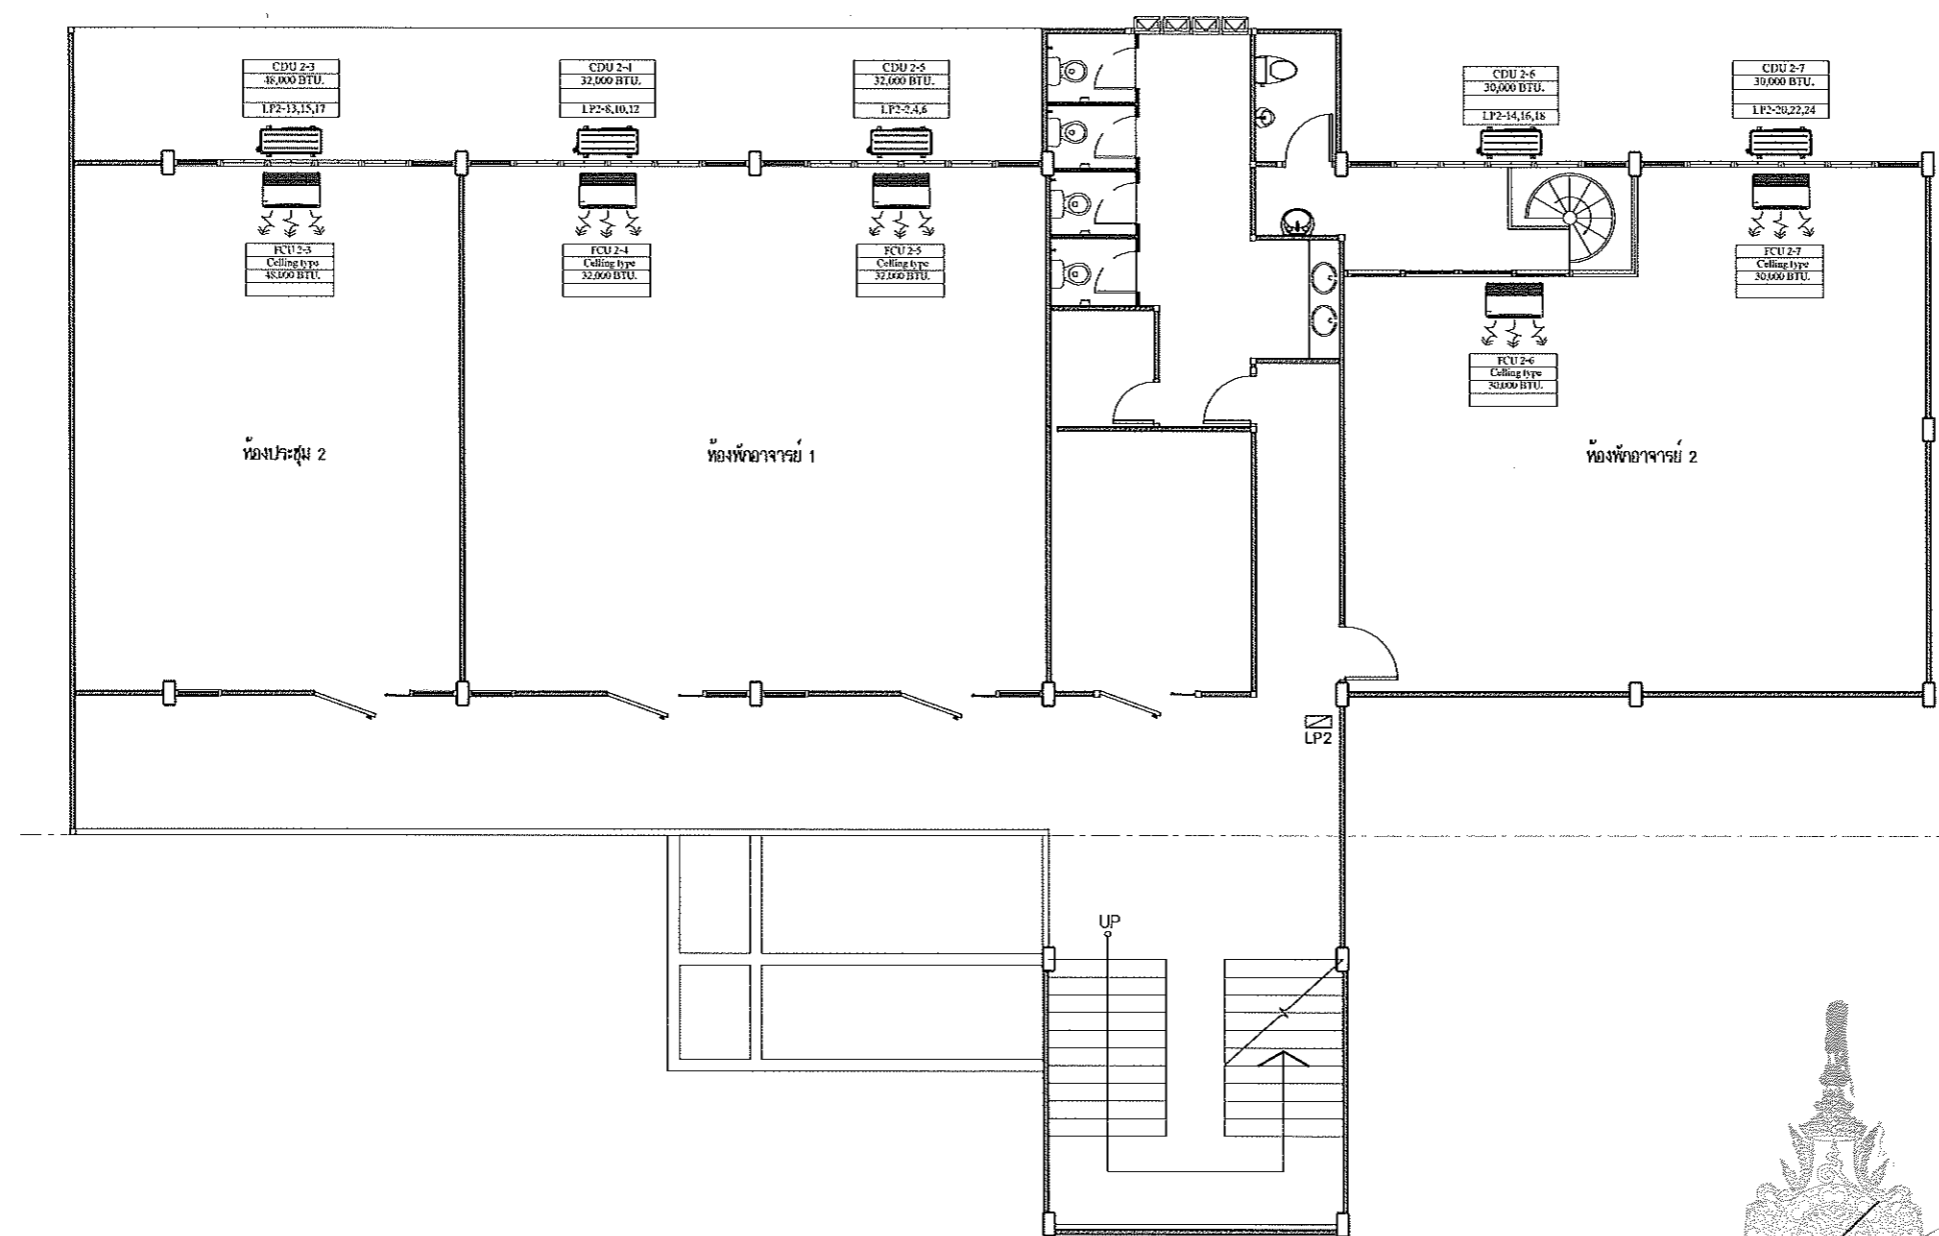 CDU 2-3
48,000 BTU.
LP2-13,15,17
CDU 2-4
32,000 BTU.
LP2-8,10,12
CDU 2-5
32,000 BTU.
LP2-2,4,6
CDU 2-6
30,000 BTU.
LP2-14,16,18
CDU 2-7
30,000 BTU.
LP2-20,22,24
FCU 2-3
Ceiling type
48,000 BTU.
FCU 2-4
Ceiling type
32,000 BTU.
FCU 2-5
Ceiling type
32,000 BTU.
FCU 2-7
Ceiling type
30,000 BTU.
FCU 2-6
Ceiling type
30,000 BTU.
ห้องประชุม 2
ห้องพักอาจารย์ 1
ห้องพักอาจารย์ 2
LP2
UP